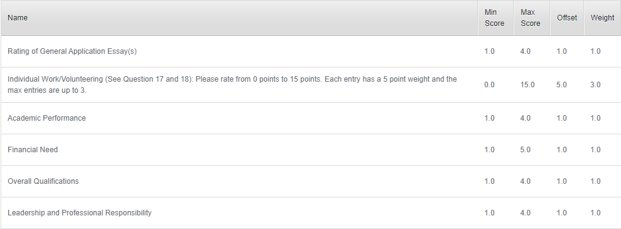 Name Min Score Max Score Offset Weight
Rating of General Application Essay(s) 1.0 4.0 1.0 1.0
Individual Work/Volunteering (See Question 17 and 18): Please rate from 0 points to 15 points. Each entry has a 5 point weight and the
max entries are up to 3. 0.0 15.0 5.0 3.0
Academic Performance 1.0 4.0 1.0 1.0
Financial Need 1.0 5.0 1.0 1.0
Overall Qualifications 1.0 4.0 1.0 1.0
Leadership and Professional Responsibility 1.0 4.0 1.0 1.0